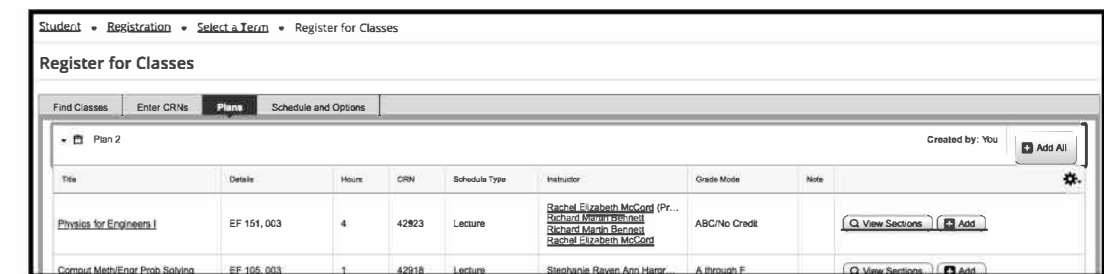 Student • Registration • Select a Term • Register for Classes
Register for Classes
Find Classes Enter CRNs Plans Schedule and Options
Plan 2 Created by: You Add All
Title Details Hours CRN Schedule Type Instructor Grade Mode Note
Physics for Engineers I EF 151, 003 4 42923 Lecture Rachel Elizabeth McCord (Pr... ABC/No Credit View Sections Add
Richard Martin Bennett
Richard Martin Bennett
Rachel Elizabeth McCord
Comput Meth/Engr Prob Solving EF 105, 003 1 42918 Lecture Stephanie Raven Ann Hargr... A through F View Sections Add